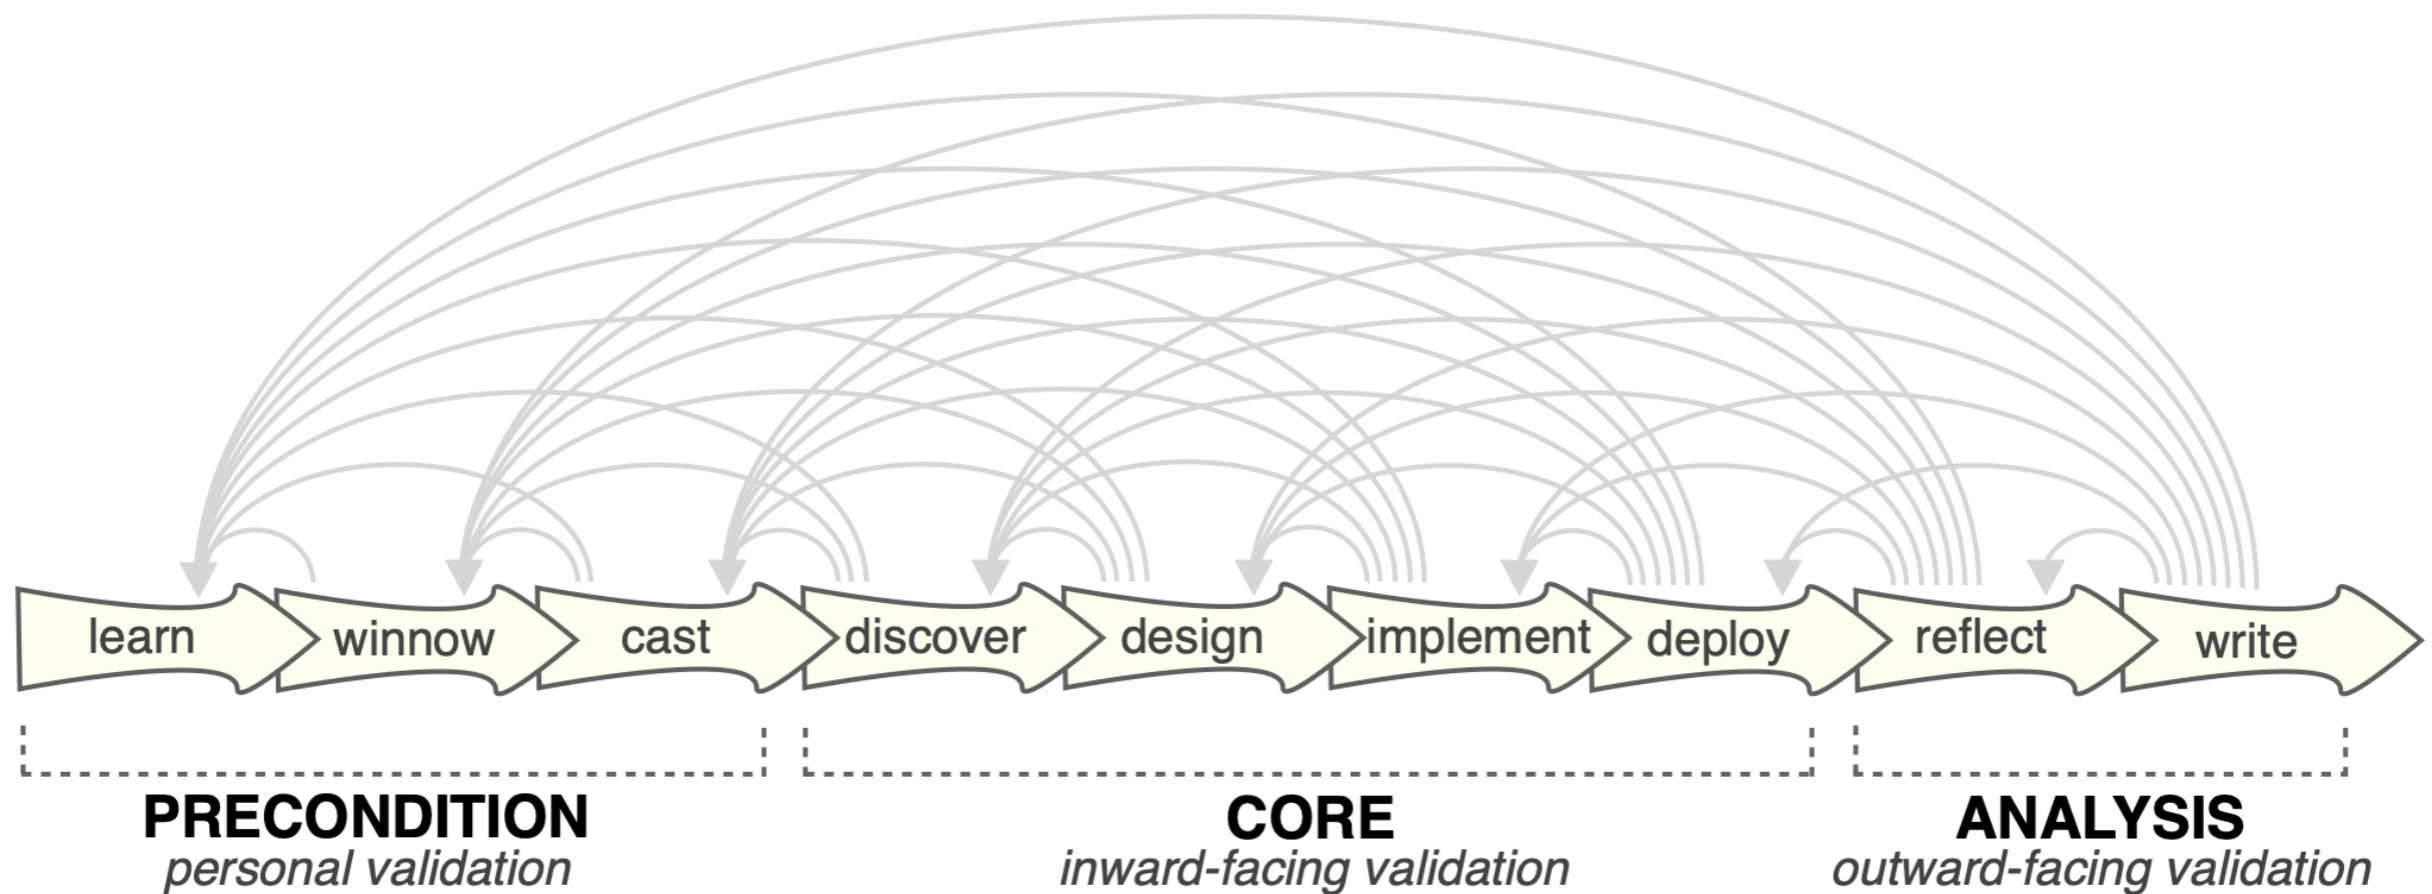 learn
winnow
cast
discover
design
implement
deploy
reflect
write
PRECONDITION
personal validation
CORE
inward-facing validation
ANALYSIS
outward-facing validation